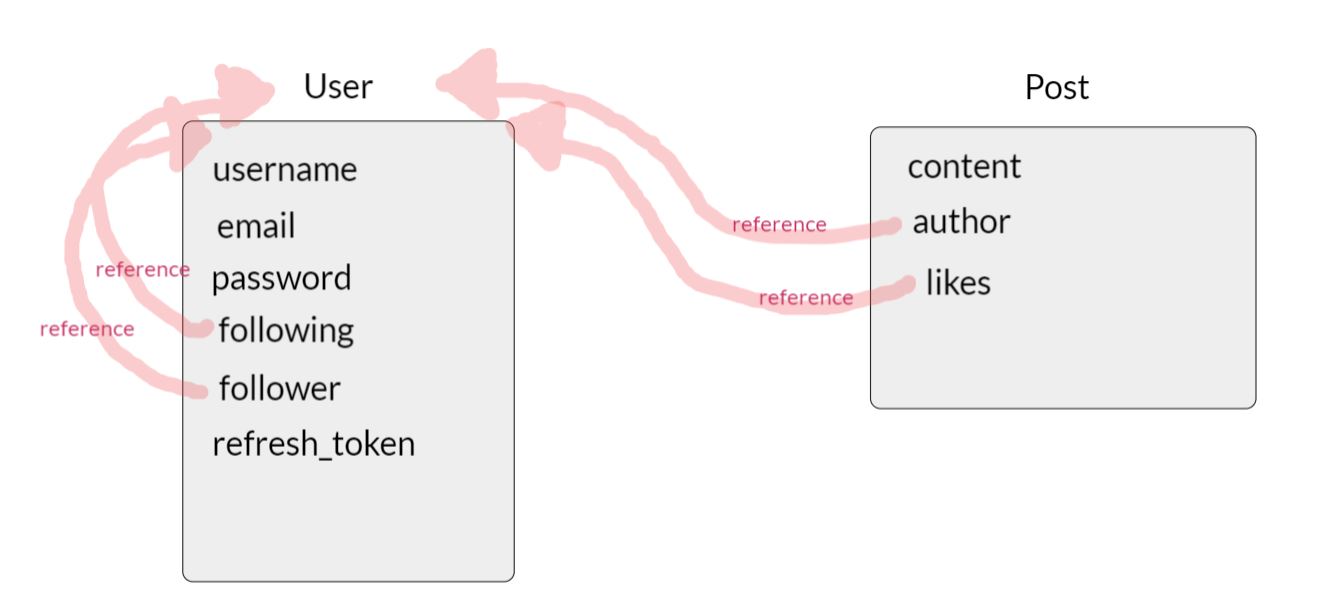 User
username
email
password
following
follower
refresh_token
reference
reference
Post
content
author
likes
reference
reference